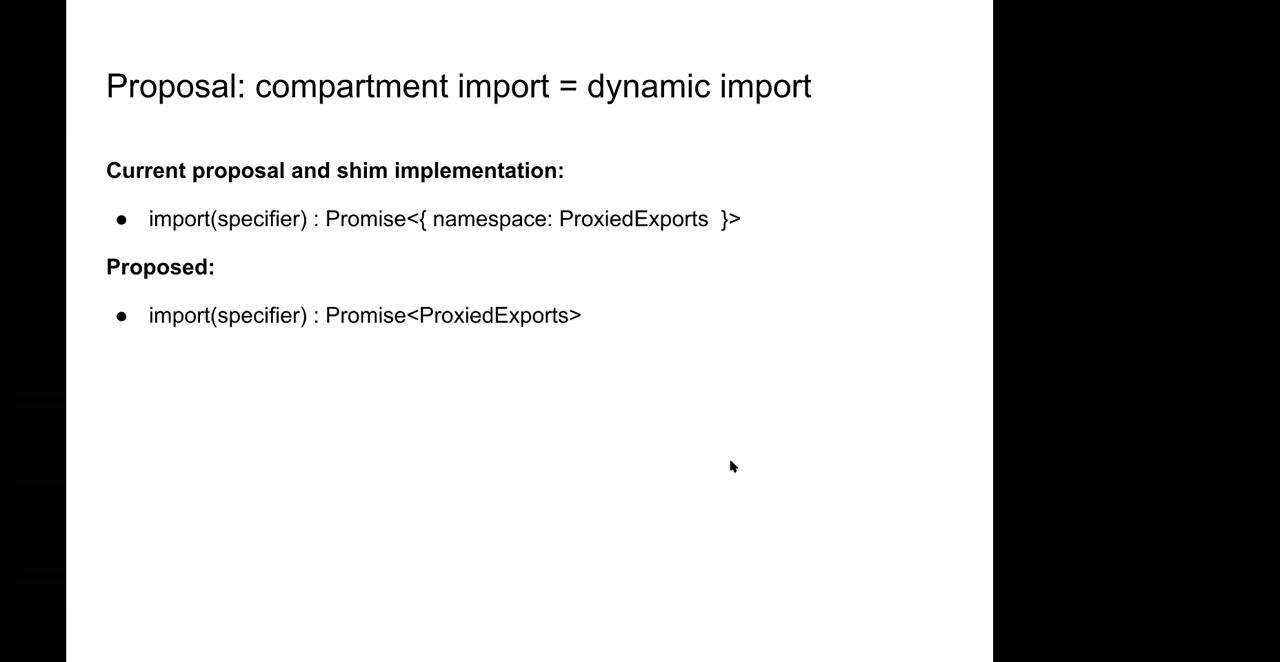 Proposal: compartment import = dynamic import
Current proposal and shim implementation:
● import(specifier) : Promise<{ namespace: ProxiedExports }>
Proposed:
● import(specifier) : Promise<ProxiedExports>